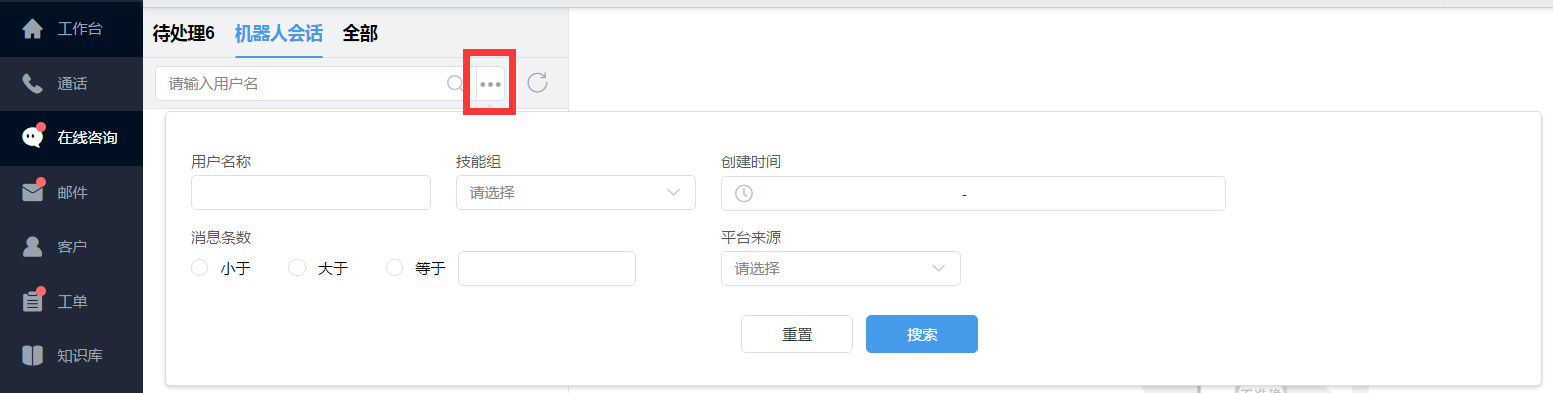 工作台
通话
在线咨询
邮件
客户
工单
知识库
待处理6 机器人会话 全部
请输入用户名
用户名称 技能组 创建时间
请选择 -
消息条数 平台来源
小于 大于 等于 请选择
重置 搜索